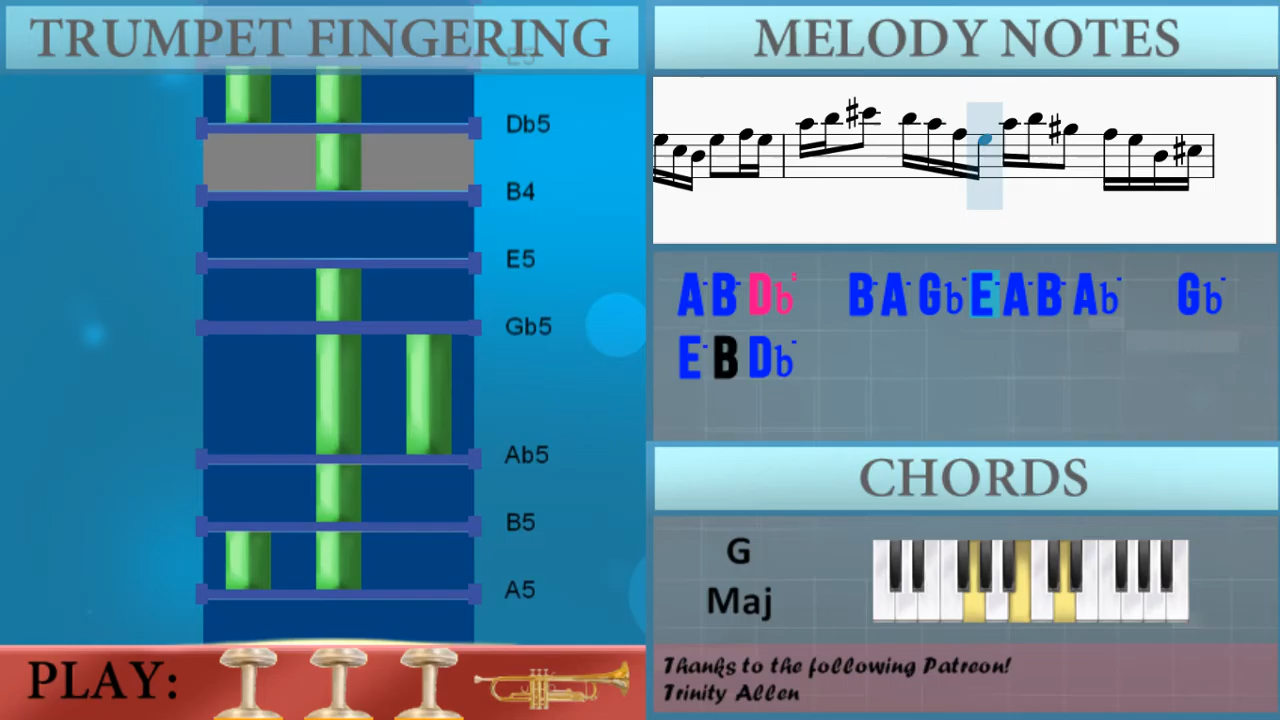 TRUMPET FINGERING
E5
Db5
B4
E5
Gb5
Ab5
B5
A5
PLAY:
MELODY NOTES
A- B- Db+ B- A- Gb- E- A- B- Ab- Gb-
E- B Db-
CHORDS
G
Maj
Thanks to the following Patreon!
Trinity Allen